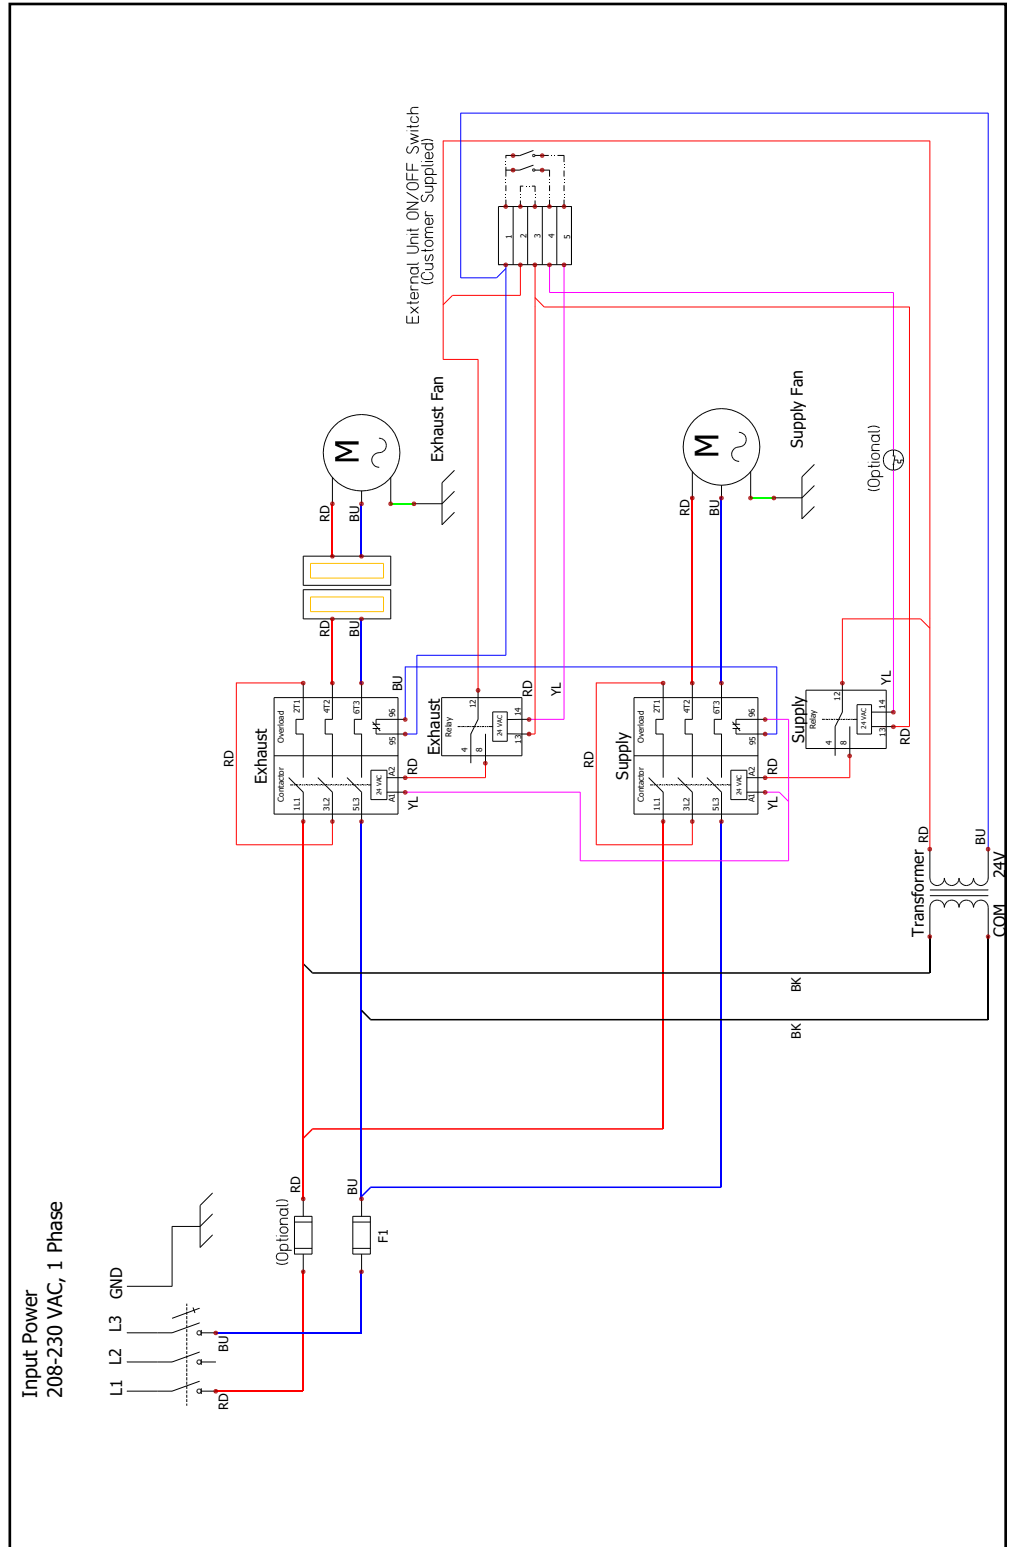 External Unit ON/OFF Switch
(Customer Supplied)
1
2
3
4
5
M
Exhaust Fan
M
Supply Fan
(Optional)
RD
BU
RD
BU
RD
BU
RD
Exhaust
Overload
2T1
4T2
6T3
96
95
BU
Contactor
1L1
3L2
5L3
24 VAC
A2
A1
RD
YL
Exhaust
Relay
12
4
8
24 VAC
14
13
RD
YL
RD
Supply
Overload
2T1
4T2
6T3
96
95
Contactor
1L1
3L2
5L3
24 VAC
A2
A1
RD
YL
Supply
Relay
12
4
8
24 VAC
14
13
YL
RD
Transformer
RD
BU
24V
COM
BK
BK
RD
BU
(Optional)
F1
Input Power
208-230 VAC, 1 Phase
L1
L2
L3
GND
RD
BU